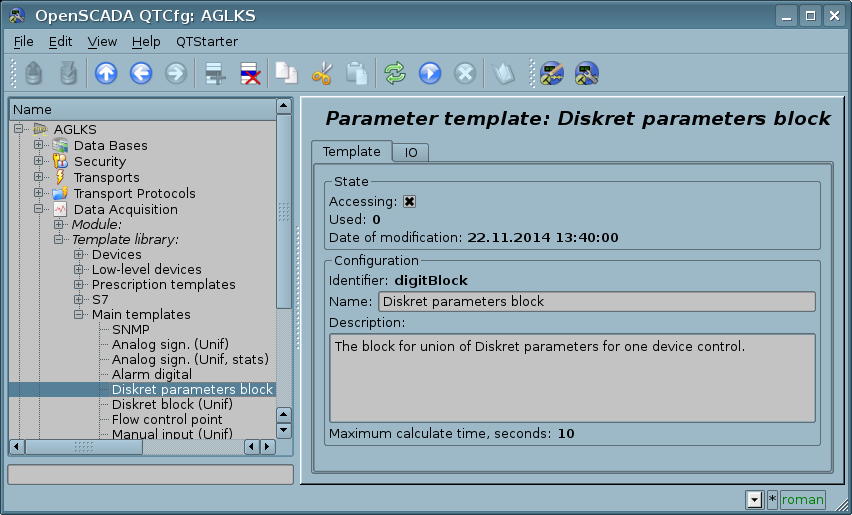 OpenSCADA QTCfg: AGLKS
File Edit View Help QTStarter
Name
AGLKS
Data Bases
Security
Transports
Transport Protocols
Data Acquisition
Module:
Template library:
Devices
Low-level devices
Prescription templates
S7
Main templates
SNMP
Analog sign. (Unif)
Analog sign. (Unif, stats)
Alarm digital
Diskret parameters block
Diskret block (Unif)
Flow control point
Manual input (Unif)
Parameter template: Diskret parameters block
Template IO
State
Accessing:
Used: 0
Date of modification: 22.11.2014 13:40:00
Configuration
Identifier: digitBlock
Name: Diskret parameters block
Description:
The block for union of Diskret parameters for one device control.
Maximum calculate time, seconds: 10
* roman